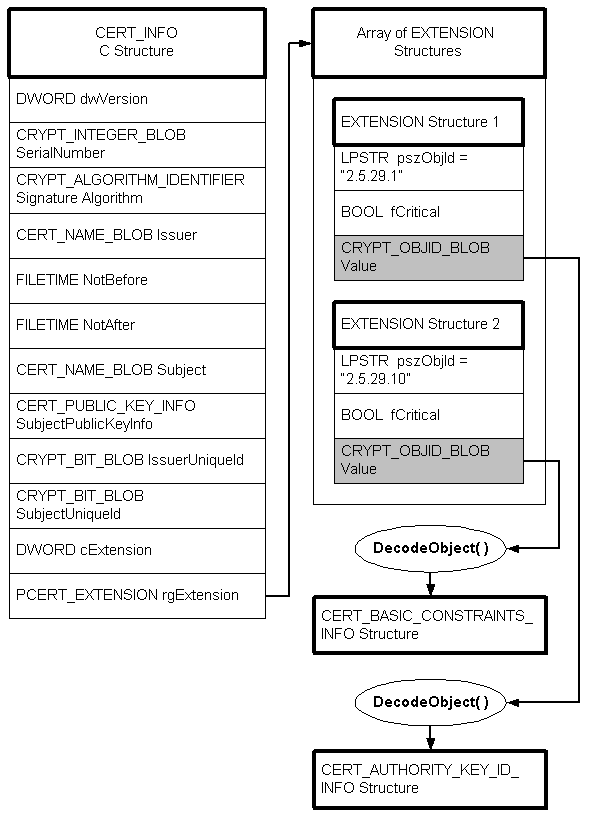 CERT_INFO
C Structure
DWORD dwVersion
CRYPT_INTEGER_BLOB
SerialNumber
CRYPT_ALGORITHM_IDENTIFIER
Signature Algorithm
CERT_NAME_BLOB Issuer
FILETIME NotBefore
FILETIME NotAfter
CERT_NAME_BLOB Subject
CERT_PUBLIC_KEY_INFO
SubjectPublicKeyInfo
CRYPT_BIT_BLOB IssuerUniqueId
CRYPT_BIT_BLOB
SubjectUniqueId
DWORD cExtension
PCERT_EXTENSION rgExtension
Array of EXTENSION
Structures
EXTENSION Structure 1
LPSTR pszObjId =
"2.5.29.1"
BOOL fCritical
CRYPT_OBJID_BLOB
Value
EXTENSION Structure 2
LPSTR pszObjId =
"2.5.29.10"
BOOL fCritical
CRYPT_OBJID_BLOB
Value
DecodeObject( )
CERT_BASIC_CONSTRAINTS_
INFO Structure
DecodeObject( )
CERT_AUTHORITY_KEY_ID_
INFO Structure